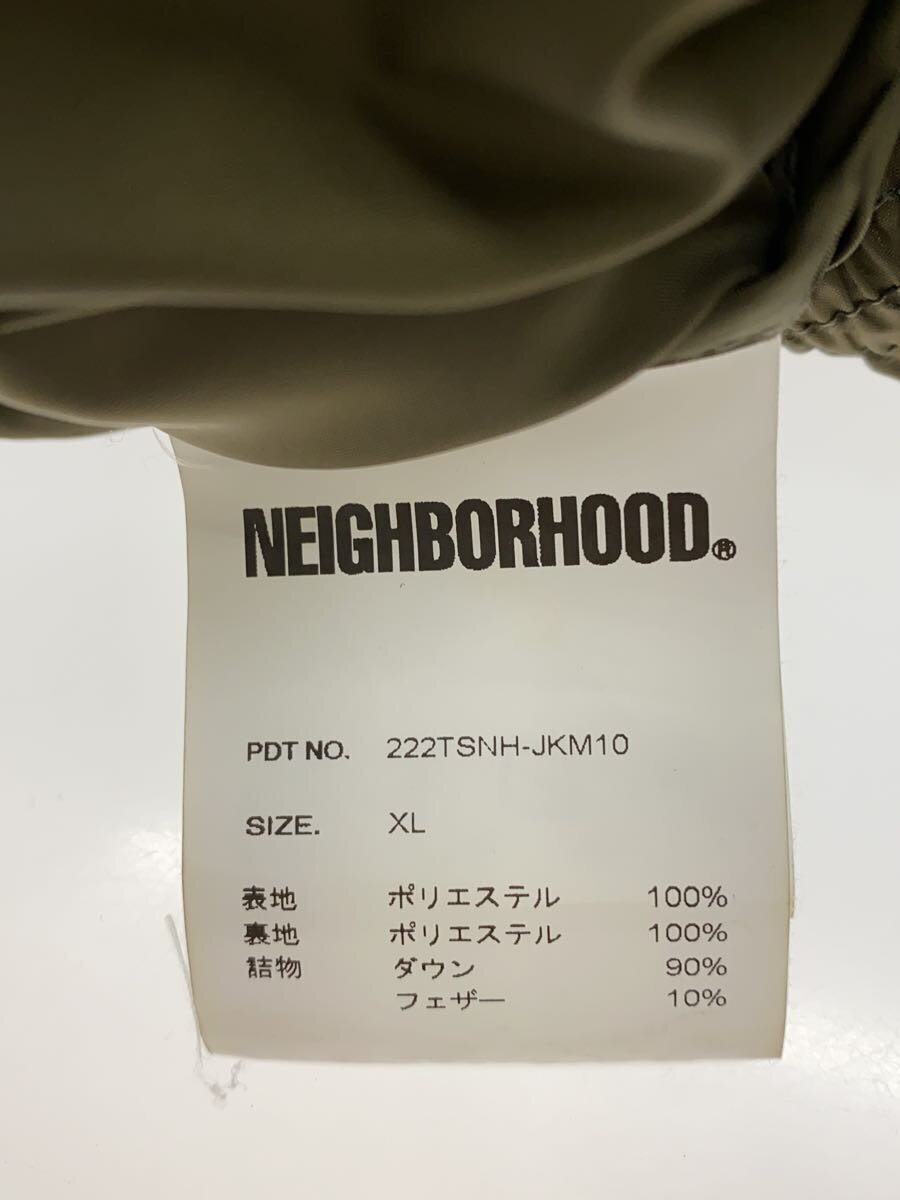 NEIGHBORHOOD®
PDT NO. 222TSNH-JKM10
SIZE. XL
表地 ポリエステル 100%
裏地 ポリエステル 100%
詰物 ダウン 90%
フェザー 10%